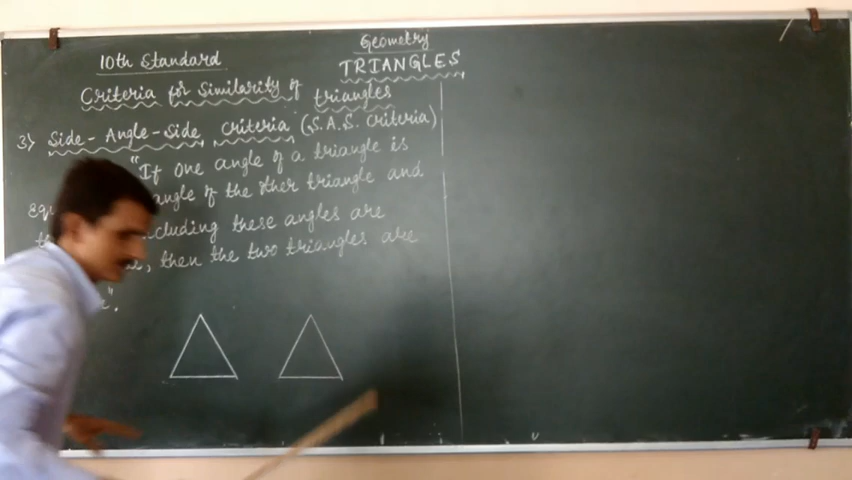 Geometry
10th Standard
TRIANGLES
Criteria for Similarity of triangles
3) Side-Angle-Side criteria (S.A.S. criteria)
"If one angle of a triangle is
angle of the other triangle and
these angles are
, then the two triangles are
".